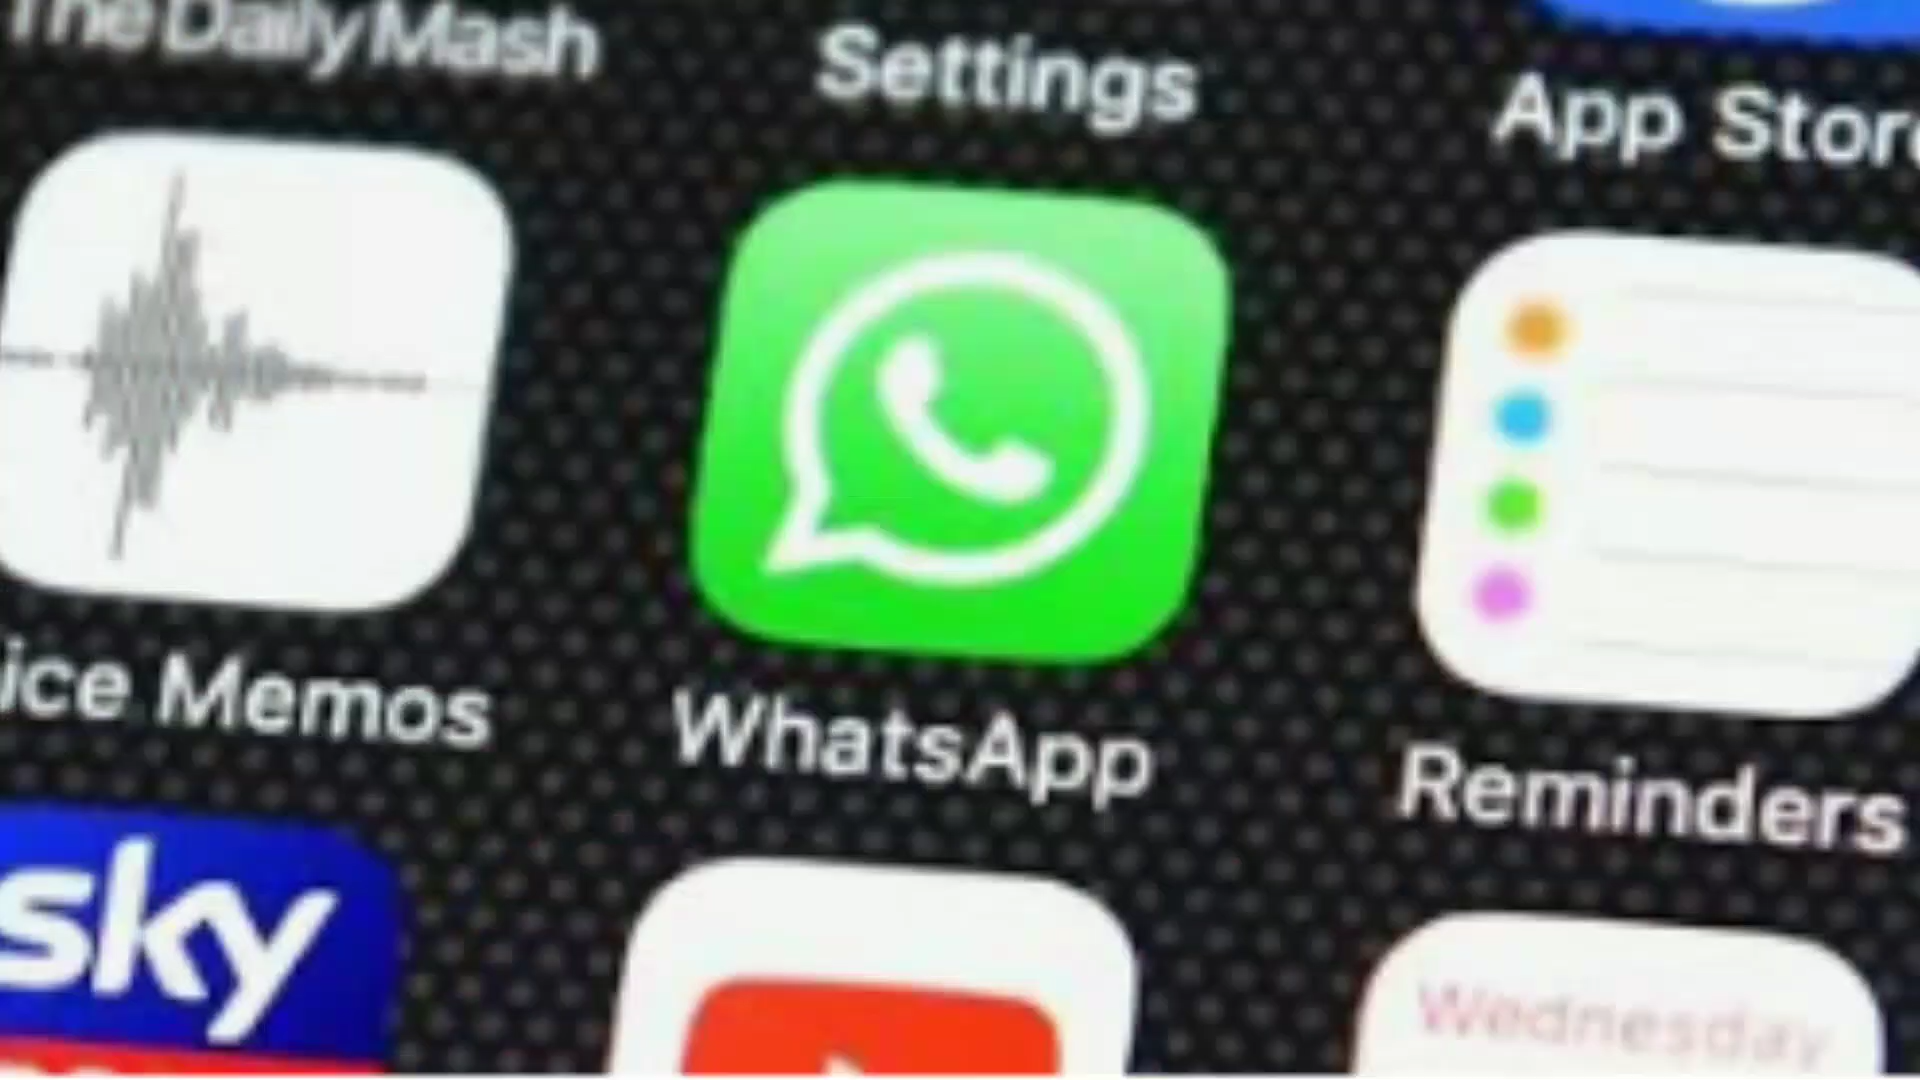 The Daily Mash
Settings
App Store
ice Memos
WhatsApp
Reminders
sky
Wednesday